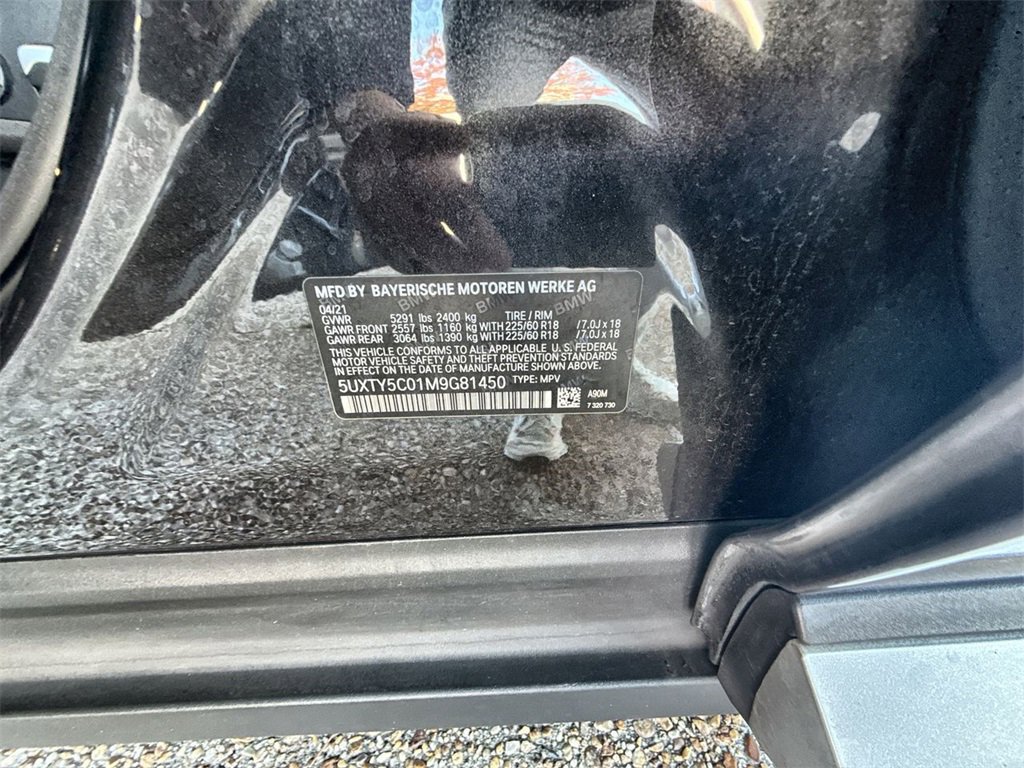 MFD BY BAYERISCHE MOTOREN WERKE AG
04/21
GVWR 5291 lbs 2400 kg TIRE / RIM
GAWR FRONT 2557 lbs 1160 kg WITH 225/60 R18 /7.0J x 18
GAWR REAR 3064 lbs 1390 kg WITH 225/60 R18 /7.0J x 18
THIS VEHICLE CONFORMS TO ALL APPLICABLE U.S. FEDERAL
MOTOR VEHICLE SAFETY AND THEFT PREVENTION STANDARDS
IN EFFECT ON THE DATE OF MANUFACTURE SHOWN ABOVE.
5UXTY5C01M9G81450 TYPE: MPV
A90M
7 320 730
BMW
BMW
BMW